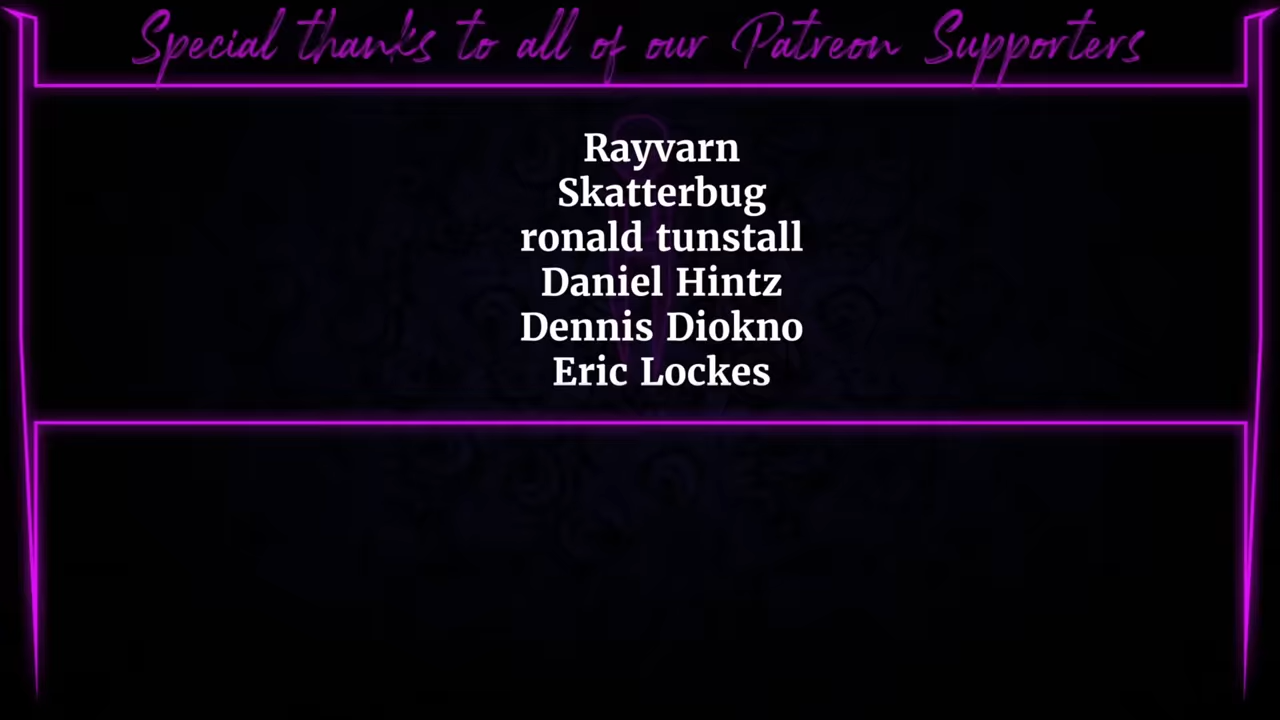 Special thanks to all of our Patreon Supporters
Rayvarn
Skatterbug
ronald tunstall
Daniel Hintz
Dennis Diokno
Eric Lockes